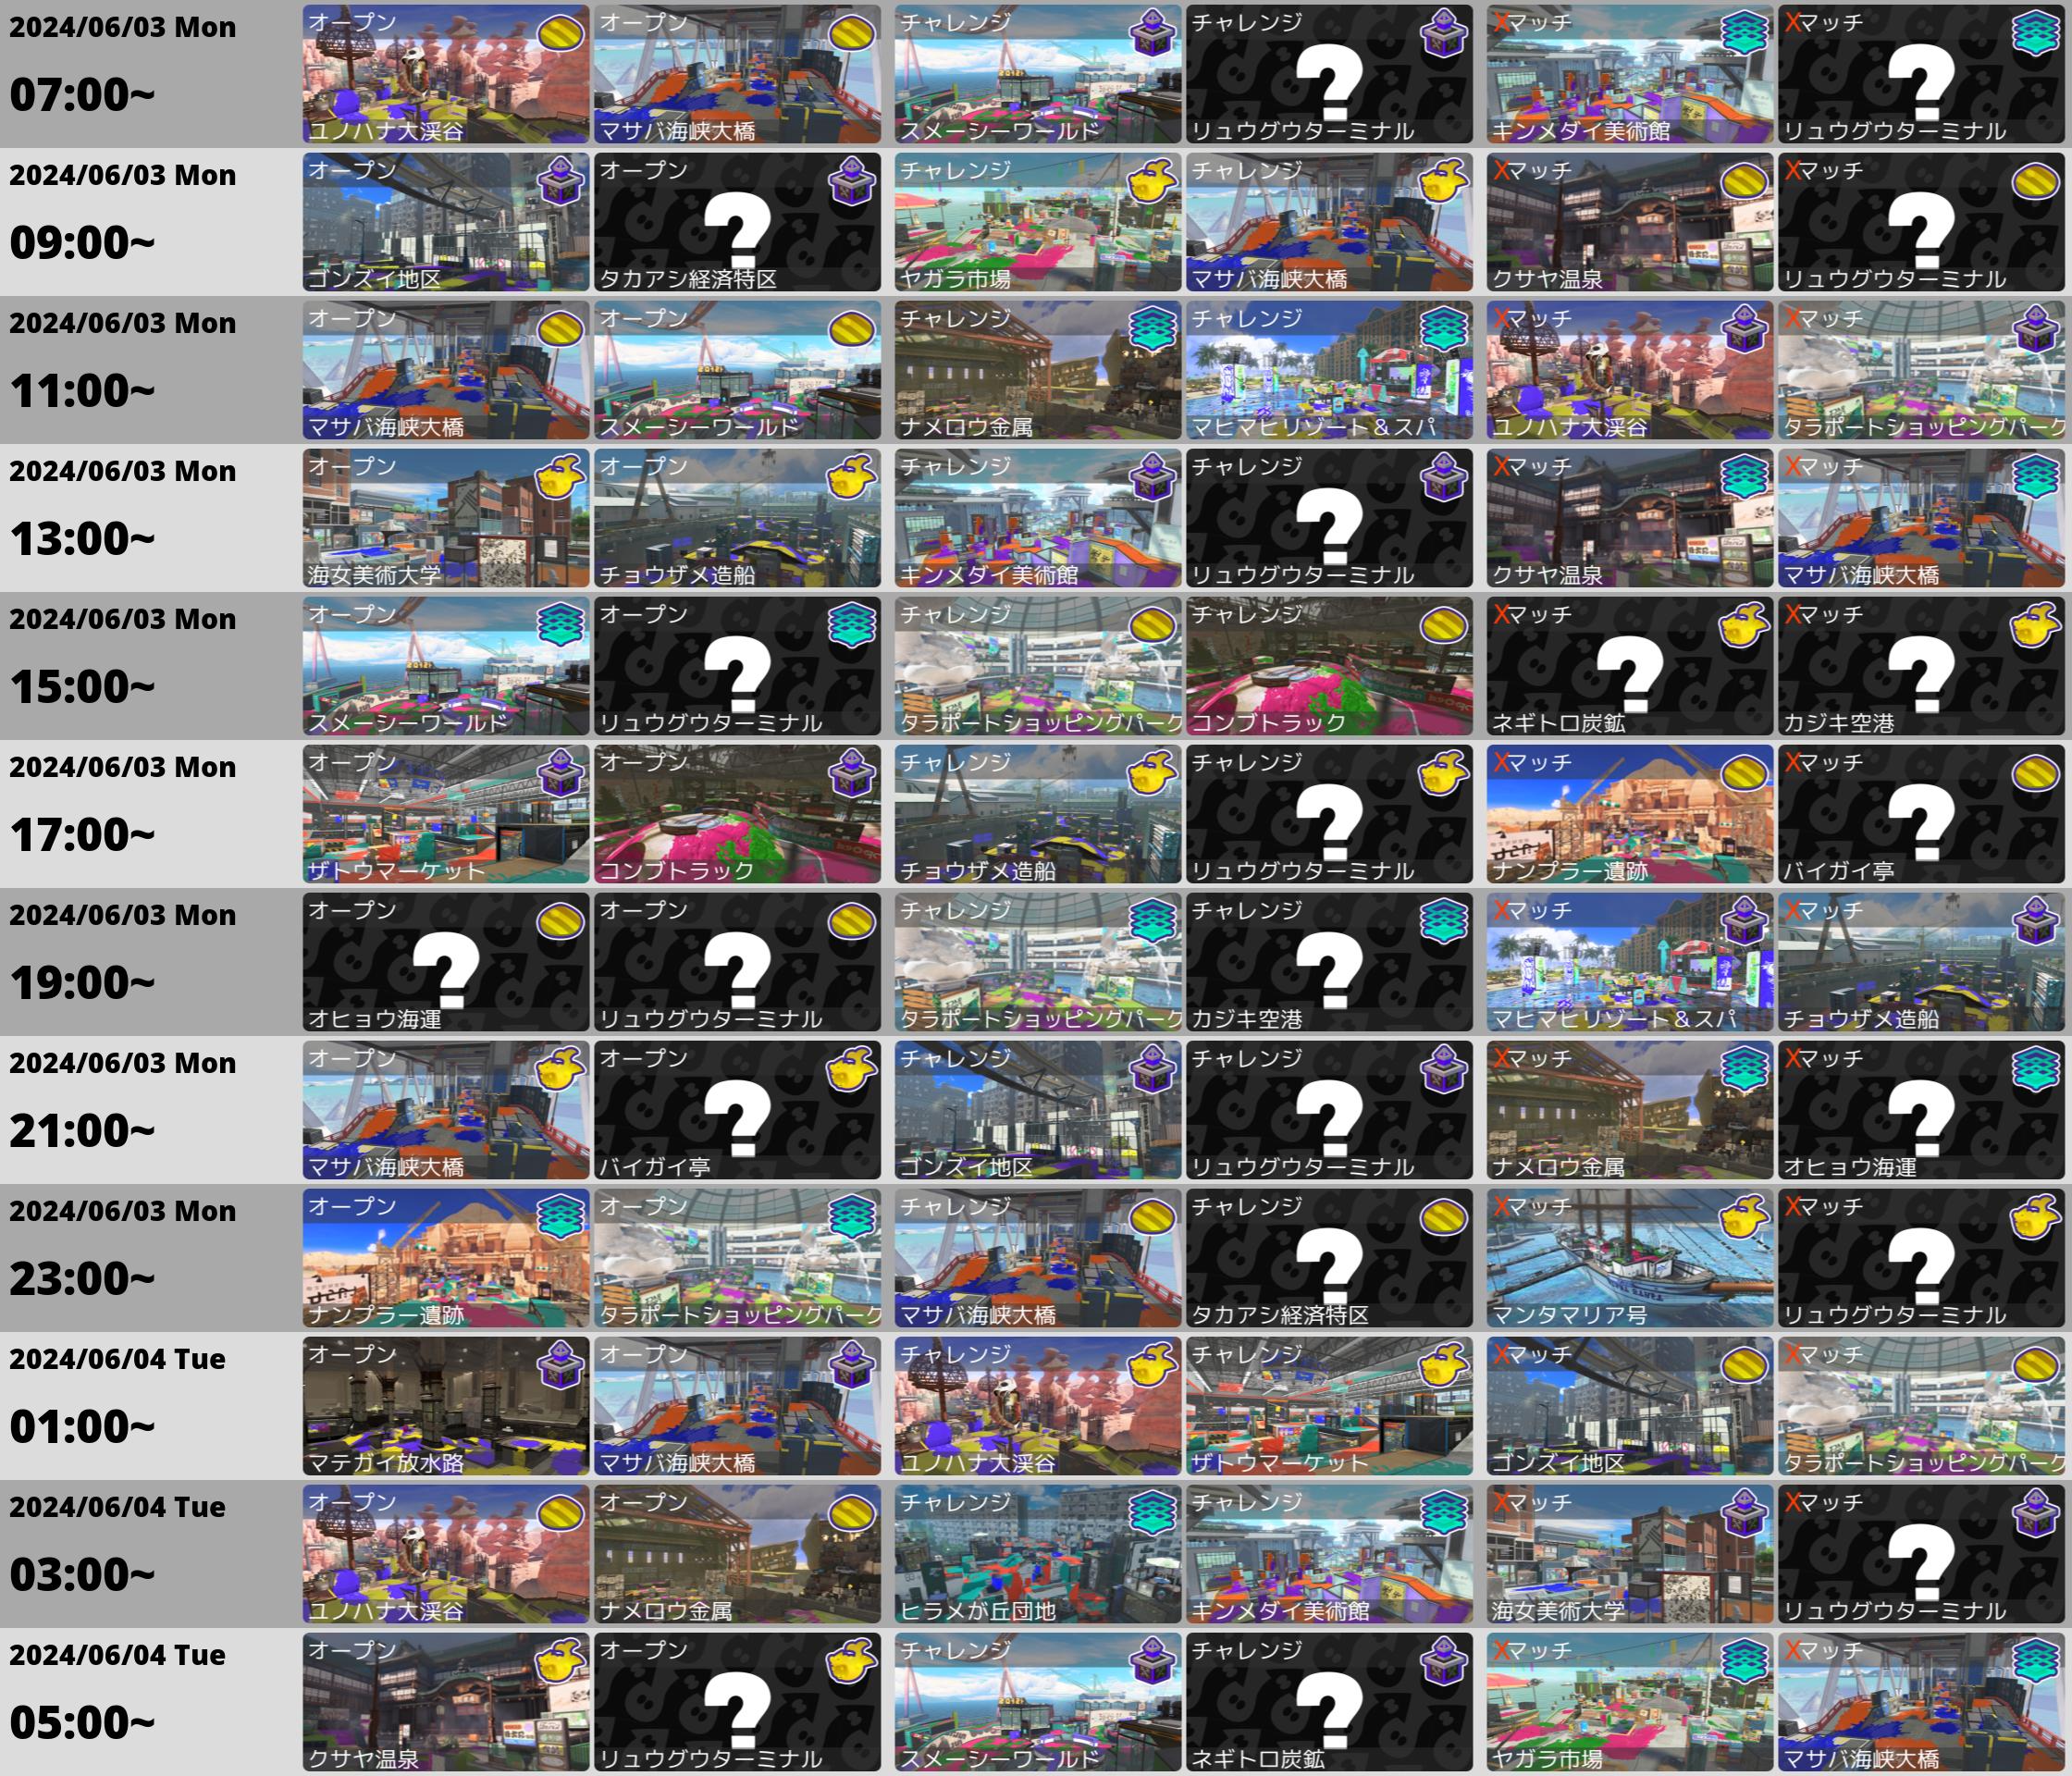 2024/06/03 Mon
07:00~
オープン
ユノハナ大渓谷
オープン
マサバ海峡大橋
チャレンジ
スメーシーワールド
チャレンジ
リュウグウターミナル
Xマッチ
キンメダイ美術館
Xマッチ
リュウグウターミナル
2024/06/03 Mon
09:00~
オープン
ゴンズイ地区
オープン
タカアシ経済特区
チャレンジ
ヤガラ市場
チャレンジ
マサバ海峡大橋
Xマッチ
クサヤ温泉
Xマッチ
リュウグウターミナル
2024/06/03 Mon
11:00~
オープン
マサバ海峡大橋
オープン
スメーシーワールド
チャレンジ
ナメロウ金属
チャレンジ
マヒマヒリゾート＆スパ
Xマッチ
ユノハナ大渓谷
Xマッチ
タラポートショッピングパーク
2024/06/03 Mon
13:00~
オープン
海女美術大学
オープン
チョウザメ造船
チャレンジ
キンメダイ美術館
チャレンジ
リュウグウターミナル
Xマッチ
クサヤ温泉
Xマッチ
マサバ海峡大橋
2024/06/03 Mon
15:00~
オープン
スメーシーワールド
オープン
リュウグウターミナル
チャレンジ
タラポートショッピングパーク
チャレンジ
コンブトラック
Xマッチ
ネギトロ炭鉱
Xマッチ
カジキ空港
2024/06/03 Mon
17:00~
オープン
ザトウマーケット
オープン
コンブトラック
チャレンジ
チョウザメ造船
チャレンジ
リュウグウターミナル
Xマッチ
ナンプラー遺跡
Xマッチ
バイガイ亭
2024/06/03 Mon
19:00~
オープン
オヒョウ海運
オープン
リュウグウターミナル
チャレンジ
タラポートショッピングパーク
チャレンジ
カジキ空港
Xマッチ
マヒマヒリゾート＆スパ
Xマッチ
チョウザメ造船
2024/06/03 Mon
21:00~
オープン
マサバ海峡大橋
オープン
バイガイ亭
チャレンジ
ゴンズイ地区
チャレンジ
リュウグウターミナル
Xマッチ
ナメロウ金属
Xマッチ
オヒョウ海運
2024/06/03 Mon
23:00~
オープン
ナンプラー遺跡
オープン
タラポートショッピングパーク
チャレンジ
マサバ海峡大橋
チャレンジ
タカアシ経済特区
Xマッチ
マンタマリア号
Xマッチ
リュウグウターミナル
2024/06/04 Tue
01:00~
オープン
マテガイ放水路
オープン
マサバ海峡大橋
チャレンジ
ユノハナ大渓谷
チャレンジ
ザトウマーケット
Xマッチ
ゴンズイ地区
Xマッチ
タラポートショッピングパーク
2024/06/04 Tue
03:00~
オープン
ユノハナ大渓谷
オープン
ナメロウ金属
チャレンジ
ヒラメが丘団地
チャレンジ
キンメダイ美術館
Xマッチ
海女美術大学
Xマッチ
リュウグウターミナル
2024/06/04 Tue
05:00~
オープン
クサヤ温泉
オープン
リュウグウターミナル
チャレンジ
スメーシーワールド
チャレンジ
ネギトロ炭鉱
Xマッチ
ヤガラ市場
Xマッチ
マサバ海峡大橋